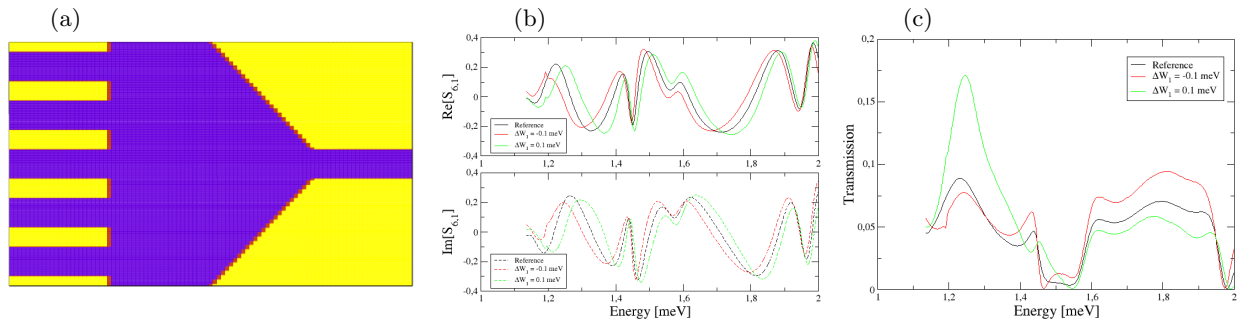 (a)
(b)
0,4
0,2
0
-0,2
-0,4
Re[S6,1]
Reference
ΔW1 = -0.1 meV
ΔW1 = 0.1 meV
1 1,2 1,4 1,6 1,8 2
0,4
0,2
0
-0,2
-0,4
Im[S6,1]
Reference
ΔW1 = -0.1 meV
ΔW1 = 0.1 meV
1 1,2 1,4 1,6 1,8 2
Energy [meV]
(c)
0,2
0,15
0,1
0,05
0
Transmission
Reference
ΔW1 = -0.1 meV
ΔW1 = 0.1 meV
1 1,2 1,4 1,6 1,8 2
Energy [meV]